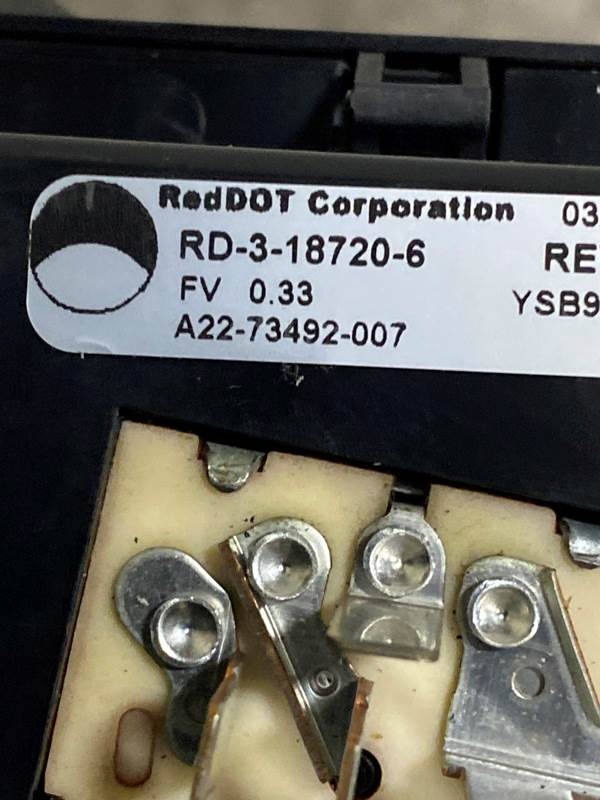 RedDOT Corporation 03
RD-3-18720-6 RE
FV 0.33 YSB9
A22-73492-007